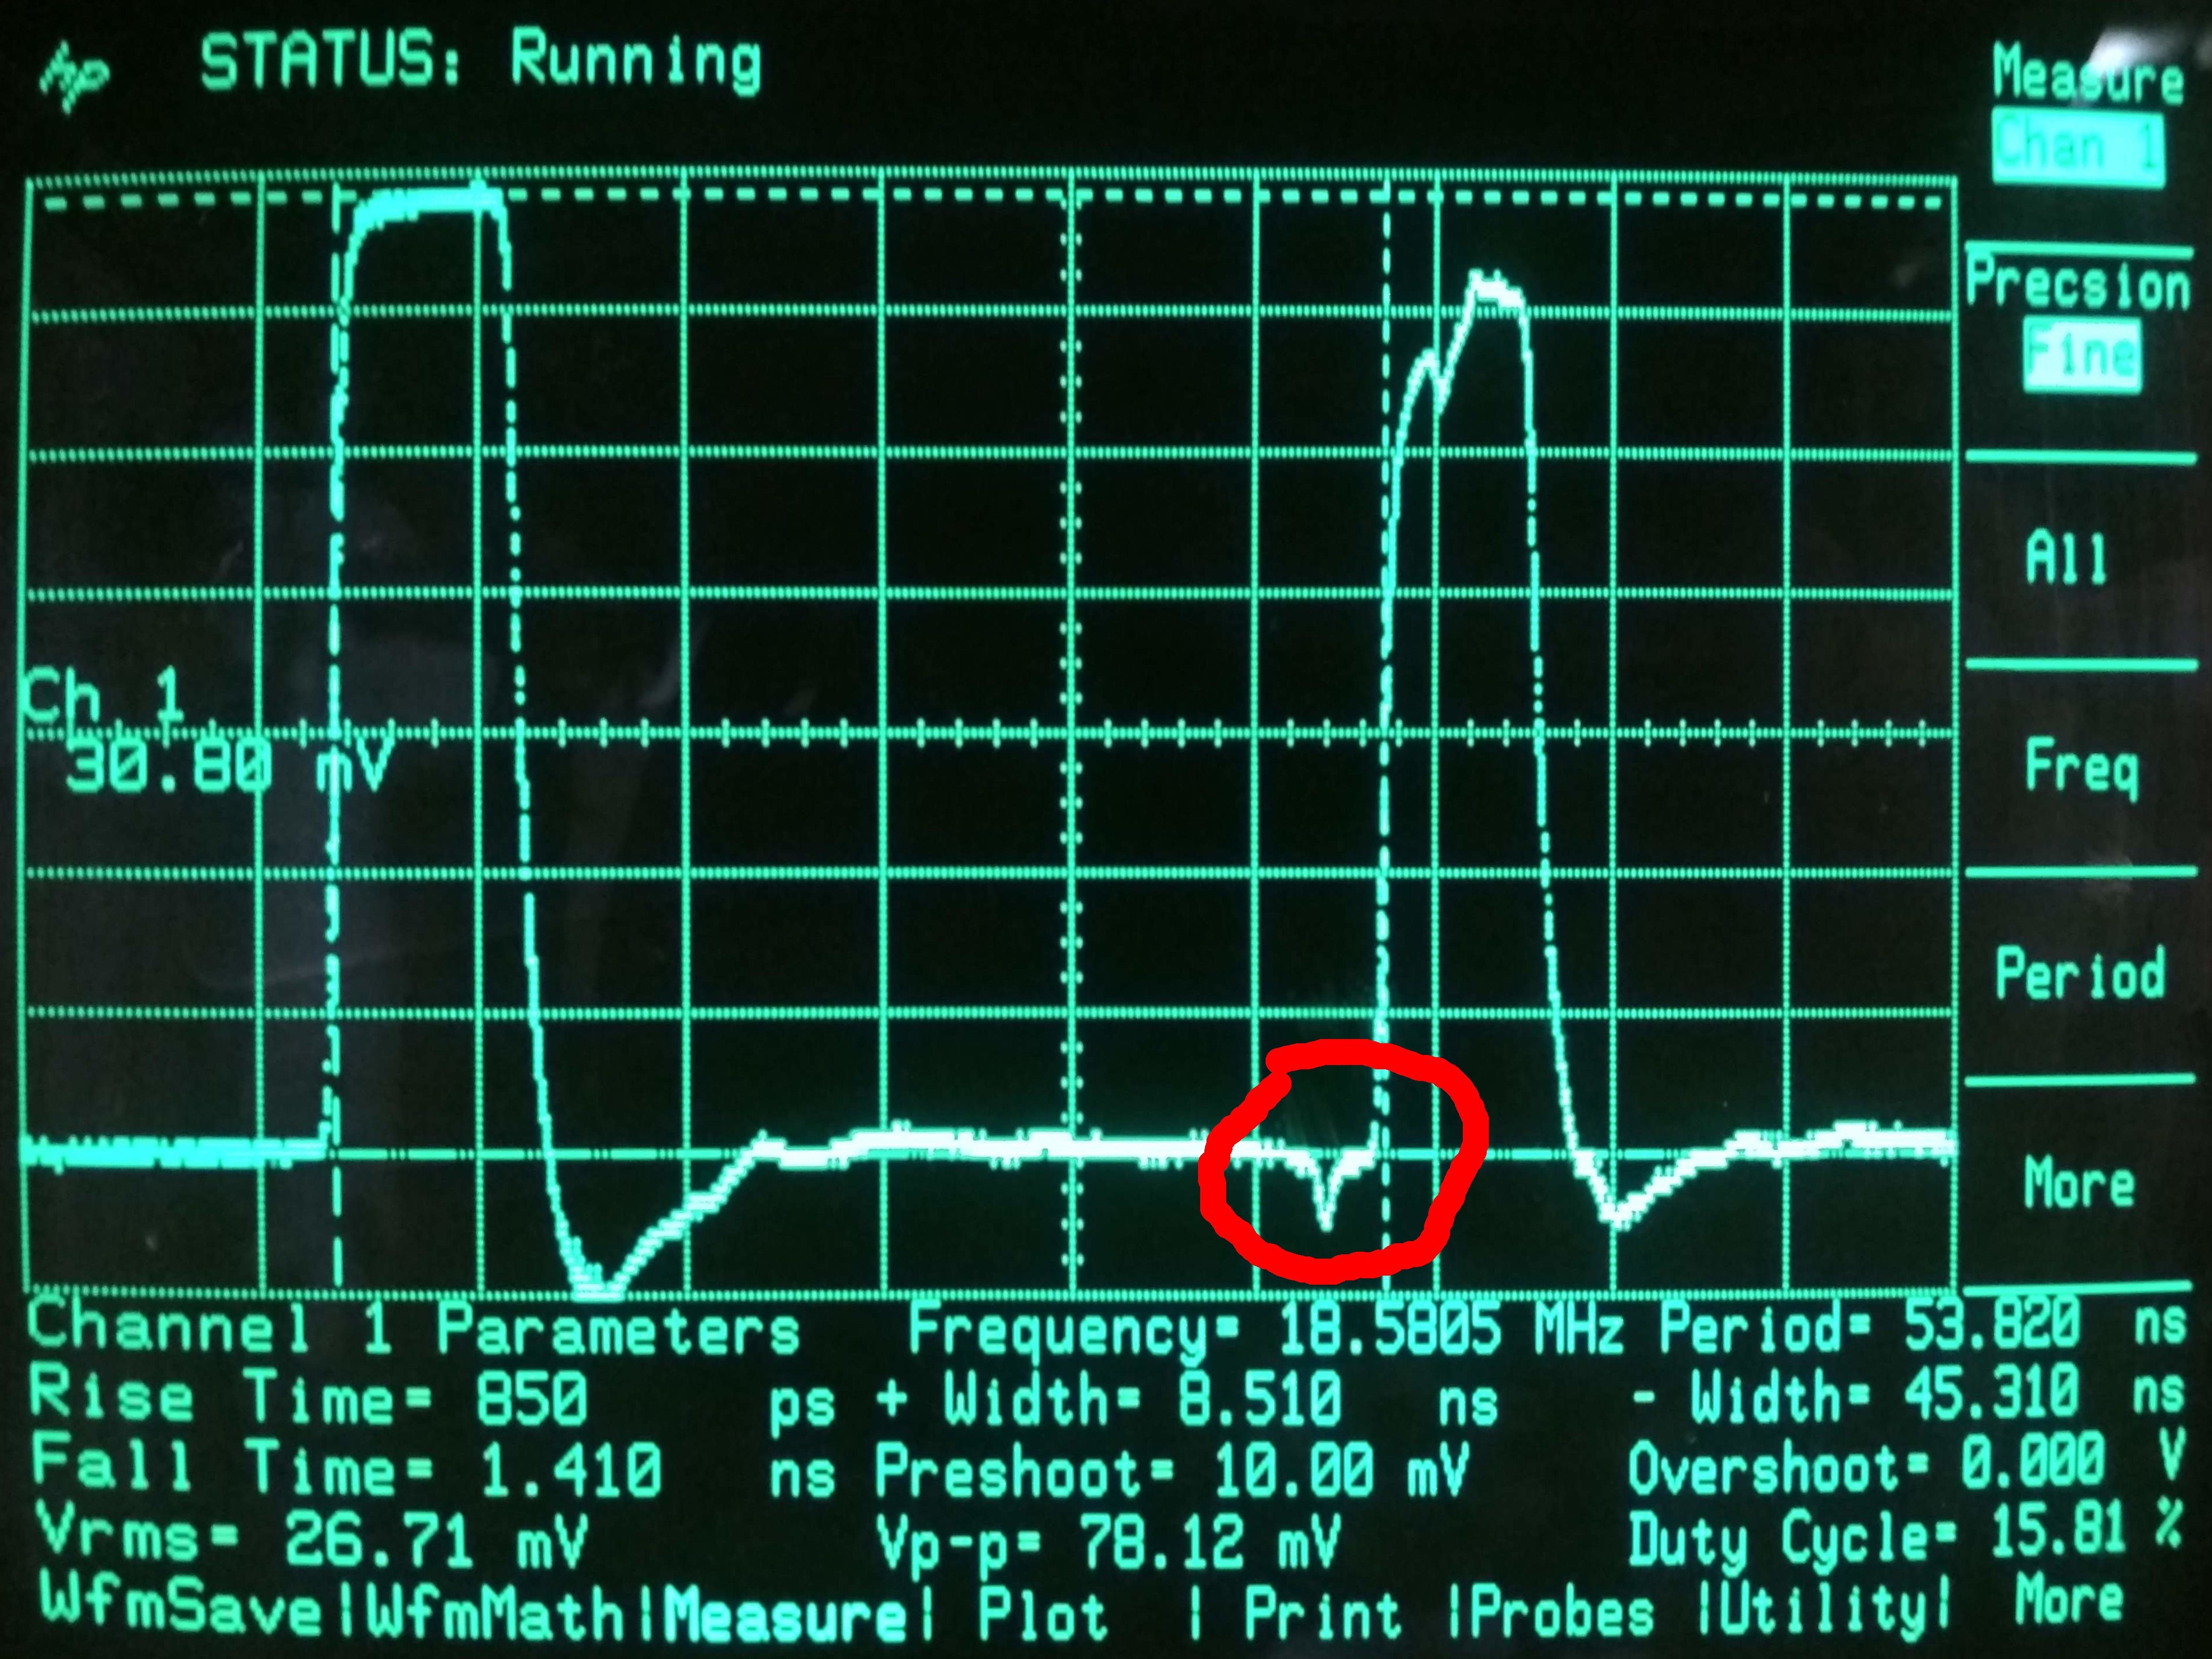 hp STATUS: Running
Measure
Chan 1
Precsion
Fine
All
Freq
Period
More
Ch 1
30.80 mV
Channel 1 Parameters Frequency= 18.5805 MHz Period= 53.820 ns
Rise Time= 850 ps + Width= 8.510 ns - Width= 45.310 ns
Fall Time= 1.410 ns Preshoot= 10.00 mV Overshoot= 0.000 V
Vrms= 26.71 mV Vp-p= 78.12 mV Duty Cycle= 15.81 %
WfmSave|WfmMath|Measure| Plot | Print |Probes |Utility| More